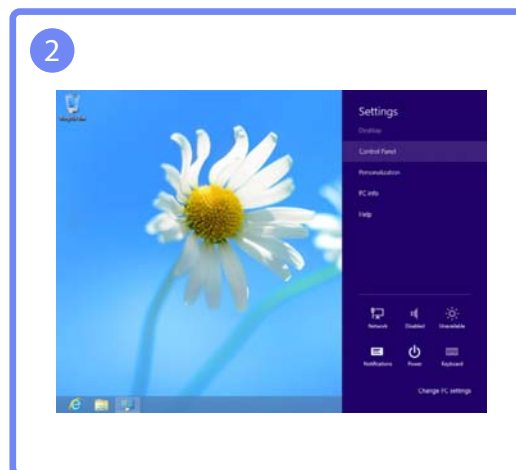 2
Settings
Desktop
Control Panel
Personalization
PC info
Help
Network Disabled Unavailable
Notifications Power Keyboard
Change PC settings